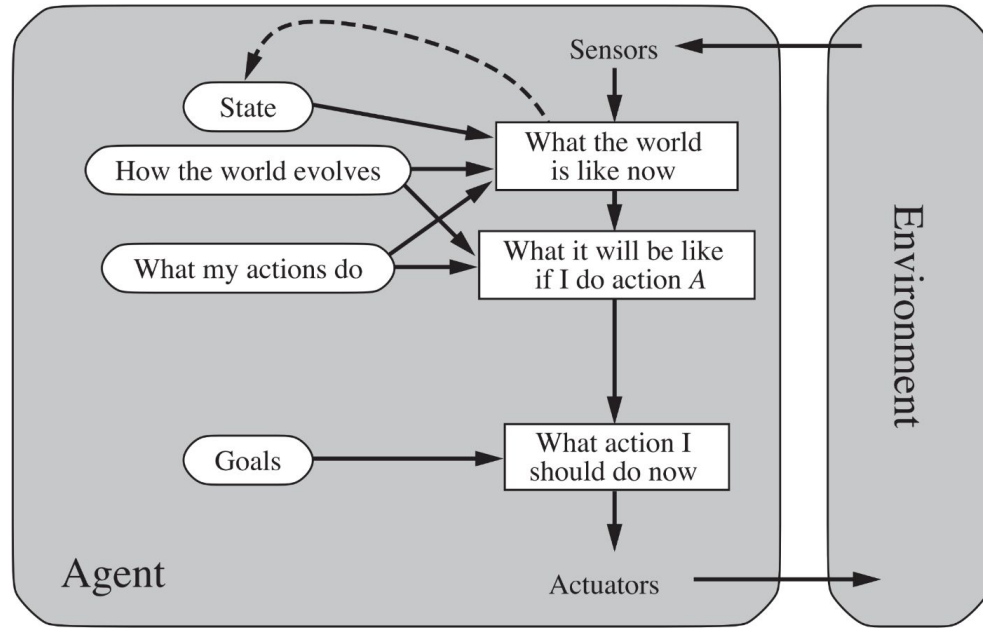 Sensors
State
What the world
is like now
How the world evolves
What it will be like
if I do action A
What my actions do
Environment
What action I
should do now
Goals
Agent
Actuators